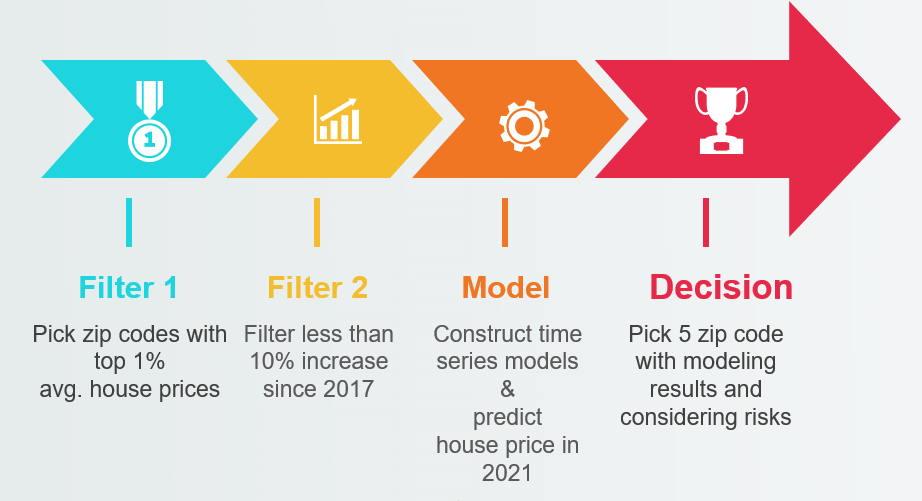 1
Filter 1
Pick zip codes with
top 1%
avg. house prices
Filter 2
Filter less than
10% increase
since 2017
Model
Construct time
series models
&
predict
house price in
2021
Decision
Pick 5 zip code
with modeling
results and
considering risks